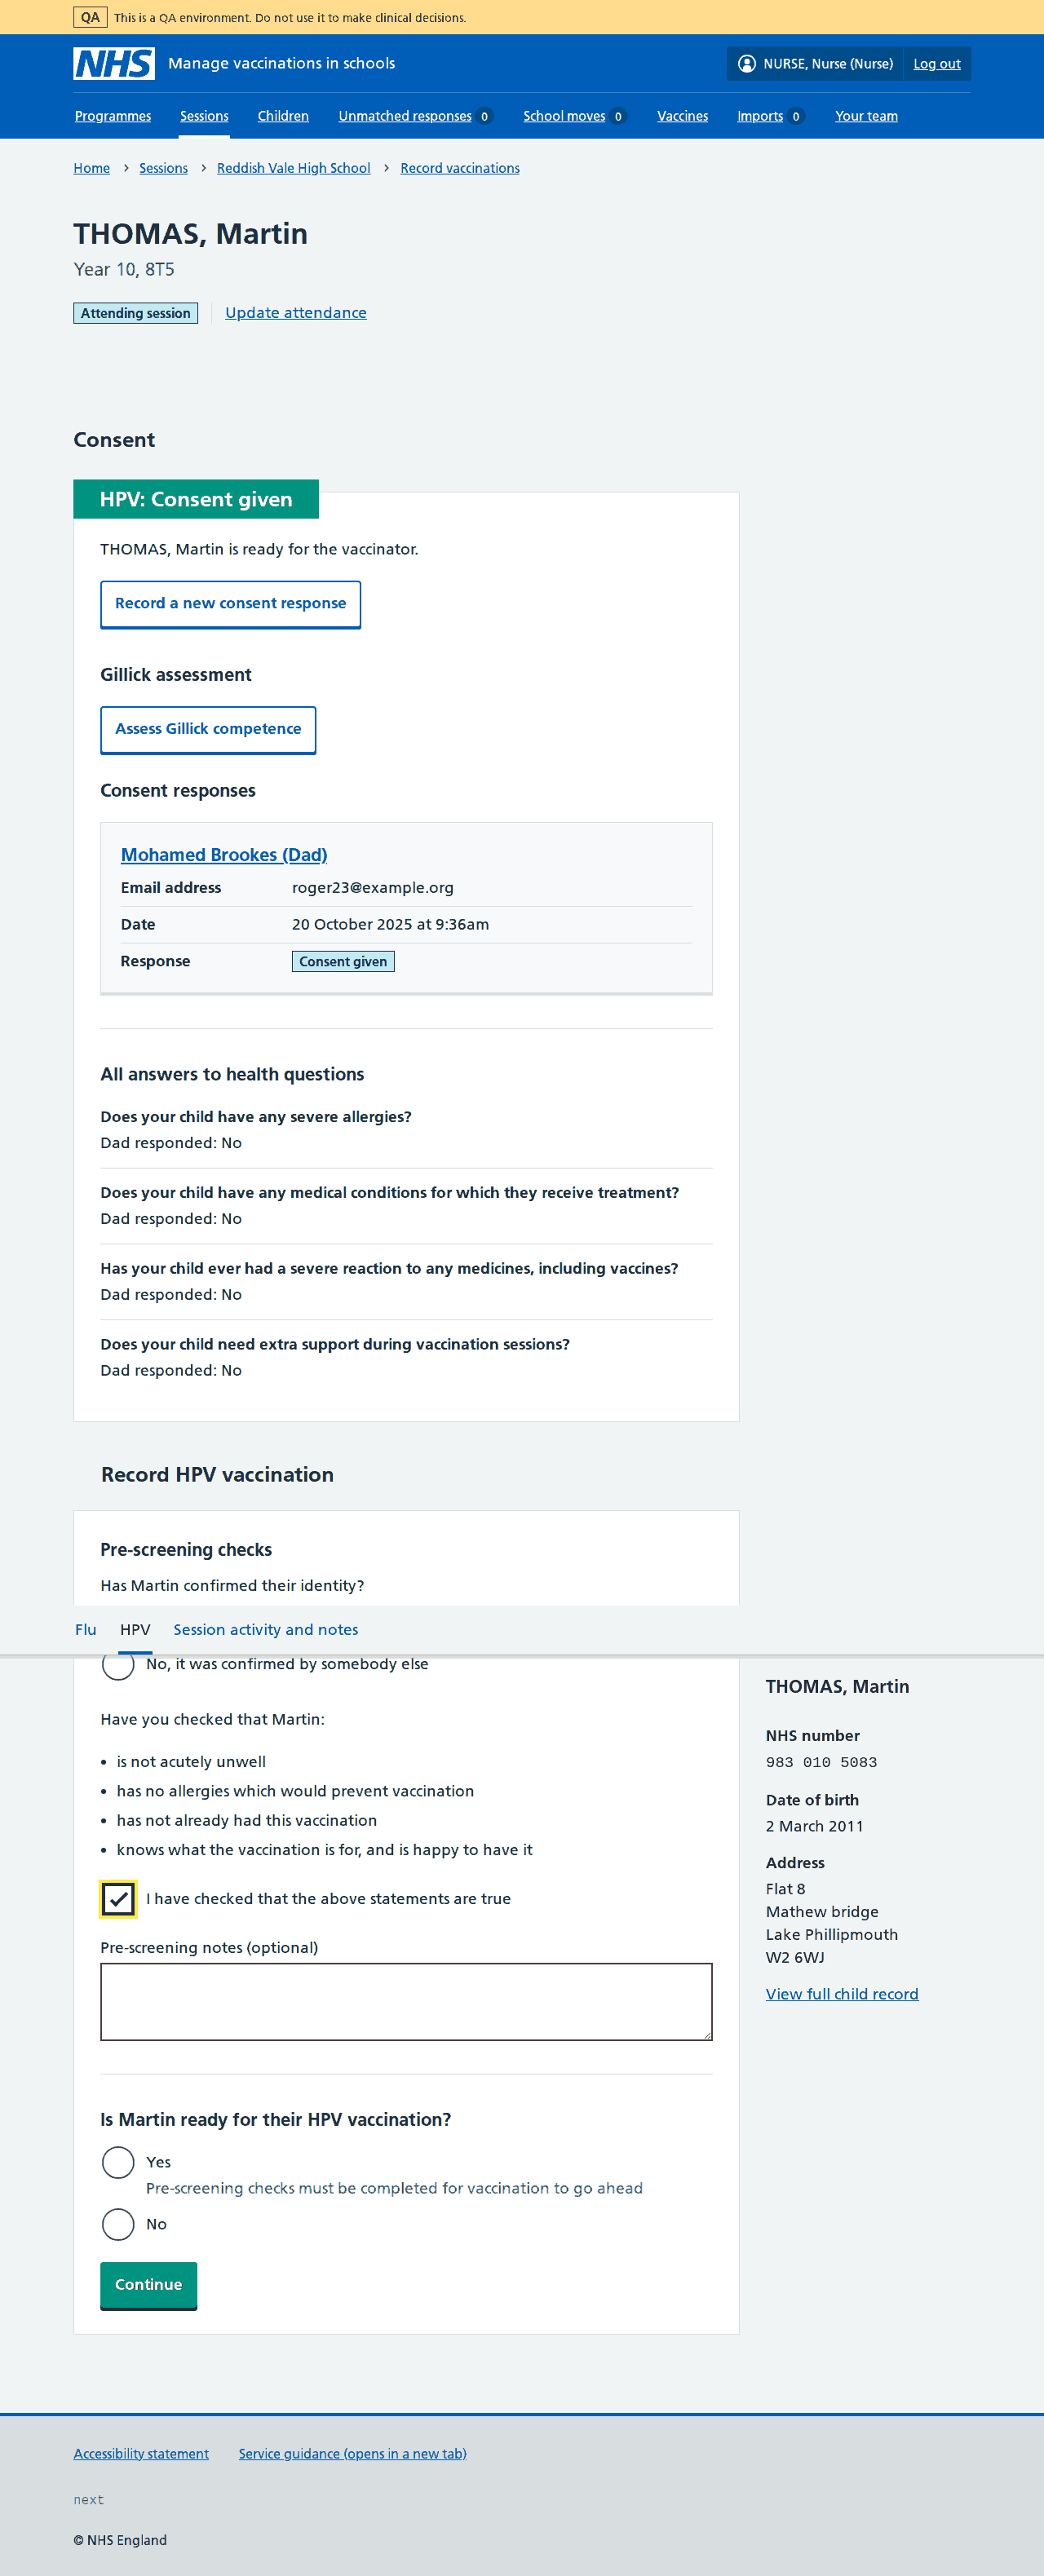 QA This is a QA environment. Do not use it to make clinical decisions.
NHS Manage vaccinations in schools NURSE, Nurse (Nurse) Log out
Programmes Sessions Children Unmatched responses 0 School moves 0 Vaccines Imports 0 Your team
Home › Sessions › Reddish Vale High School › Record vaccinations
THOMAS, Martin
Year 10, 8T5
Attending session Update attendance
Consent
HPV: Consent given
THOMAS, Martin is ready for the vaccinator.
Record a new consent response
Gillick assessment
Assess Gillick competence
Consent responses
Mohamed Brookes (Dad)
Email address roger23@example.org
Date 20 October 2025 at 9:36am
Response Consent given
All answers to health questions
Does your child have any severe allergies?
Dad responded: No
Does your child have any medical conditions for which they receive treatment?
Dad responded: No
Has your child ever had a severe reaction to any medicines, including vaccines?
Dad responded: No
Does your child need extra support during vaccination sessions?
Dad responded: No
Record HPV vaccination
Pre-screening checks
Has Martin confirmed their identity?
Flu HPV Session activity and notes
No, it was confirmed by somebody else
Have you checked that Martin:
• is not acutely unwell
• has no allergies which would prevent vaccination
• has not already had this vaccination
• knows what the vaccination is for, and is happy to have it
I have checked that the above statements are true
Pre-screening notes (optional)
Is Martin ready for their HPV vaccination?
Yes
Pre-screening checks must be completed for vaccination to go ahead
No
Continue
THOMAS, Martin
NHS number
983 010 5083
Date of birth
2 March 2011
Address
Flat 8
Mathew bridge
Lake Phillipmouth
W2 6WJ
View full child record
Accessibility statement Service guidance (opens in a new tab)
next
© NHS England